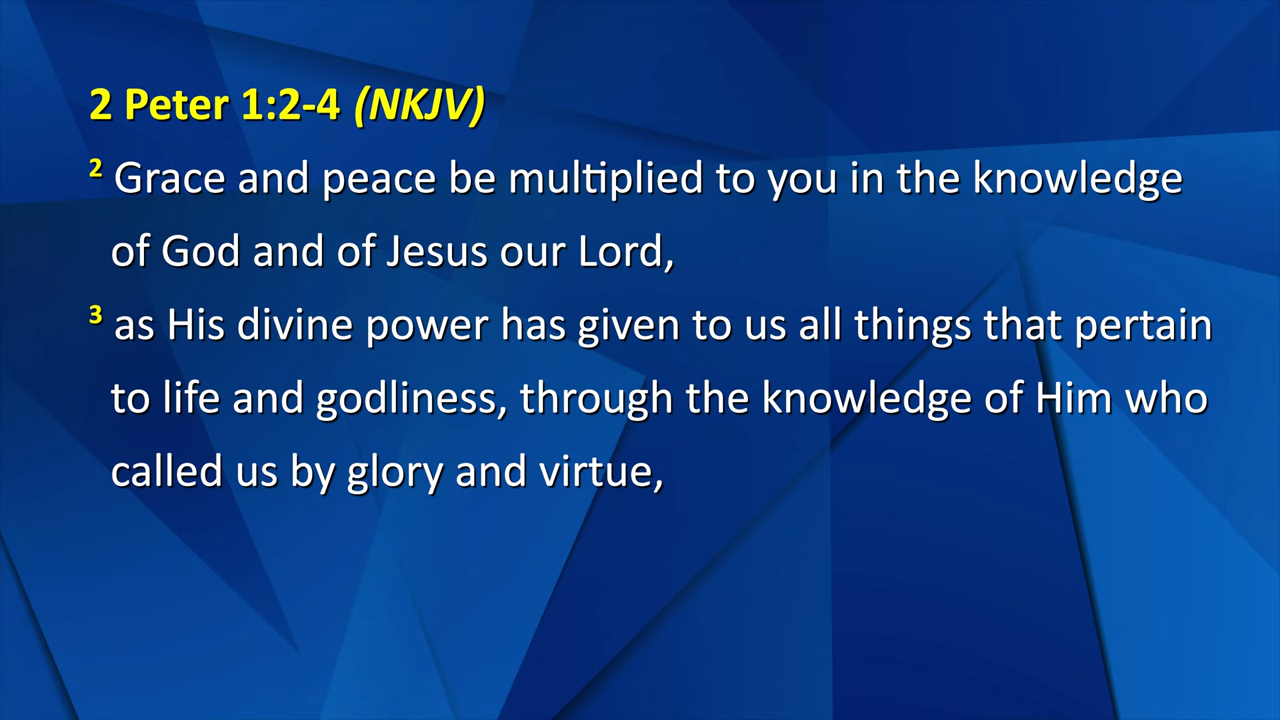 2 Peter 1:2-4 (NKJV)
2 Grace and peace be multiplied to you in the knowledge
of God and of Jesus our Lord,
3 as His divine power has given to us all things that pertain
to life and godliness, through the knowledge of Him who
called us by glory and virtue,